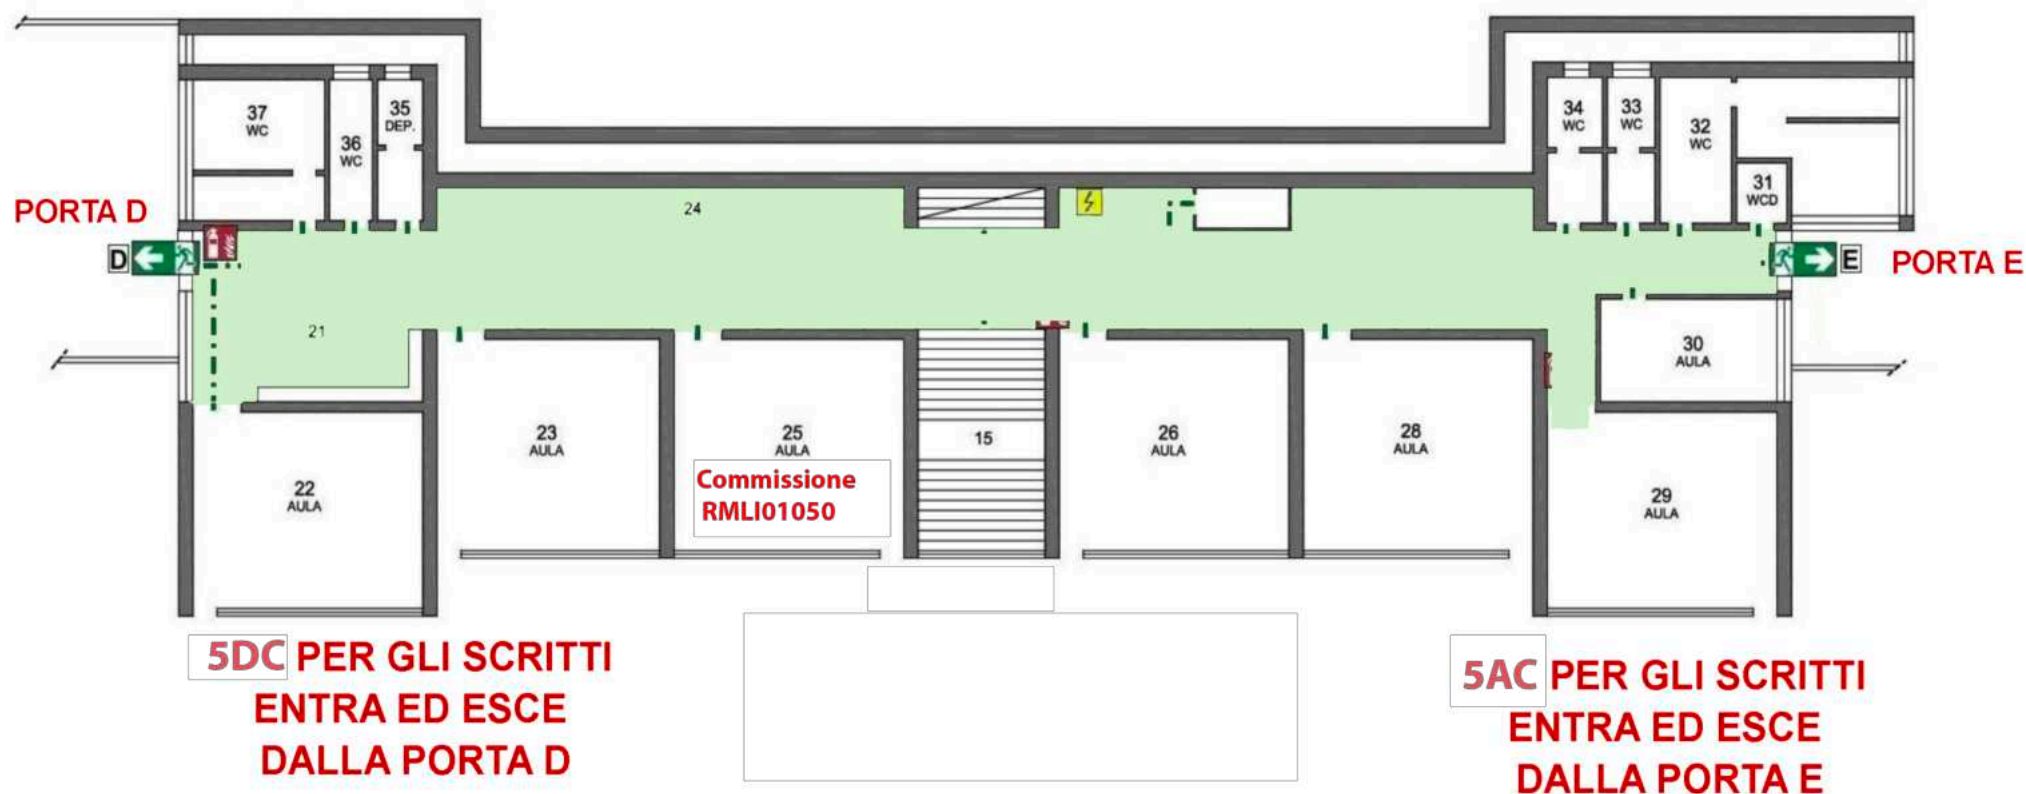 37
WC
36
WC
35
DEP.
34
WC
33
WC
32
WC
31
WCD
PORTA D
D
24
E
PORTA E
21
30
AULA
22
AULA
23
AULA
25
AULA
Commissione
RMLI01050
15
26
AULA
28
AULA
29
AULA
5DC PER GLI SCRITTI
ENTRA ED ESCE
DALLA PORTA D
5AC PER GLI SCRITTI
ENTRA ED ESCE
DALLA PORTA E